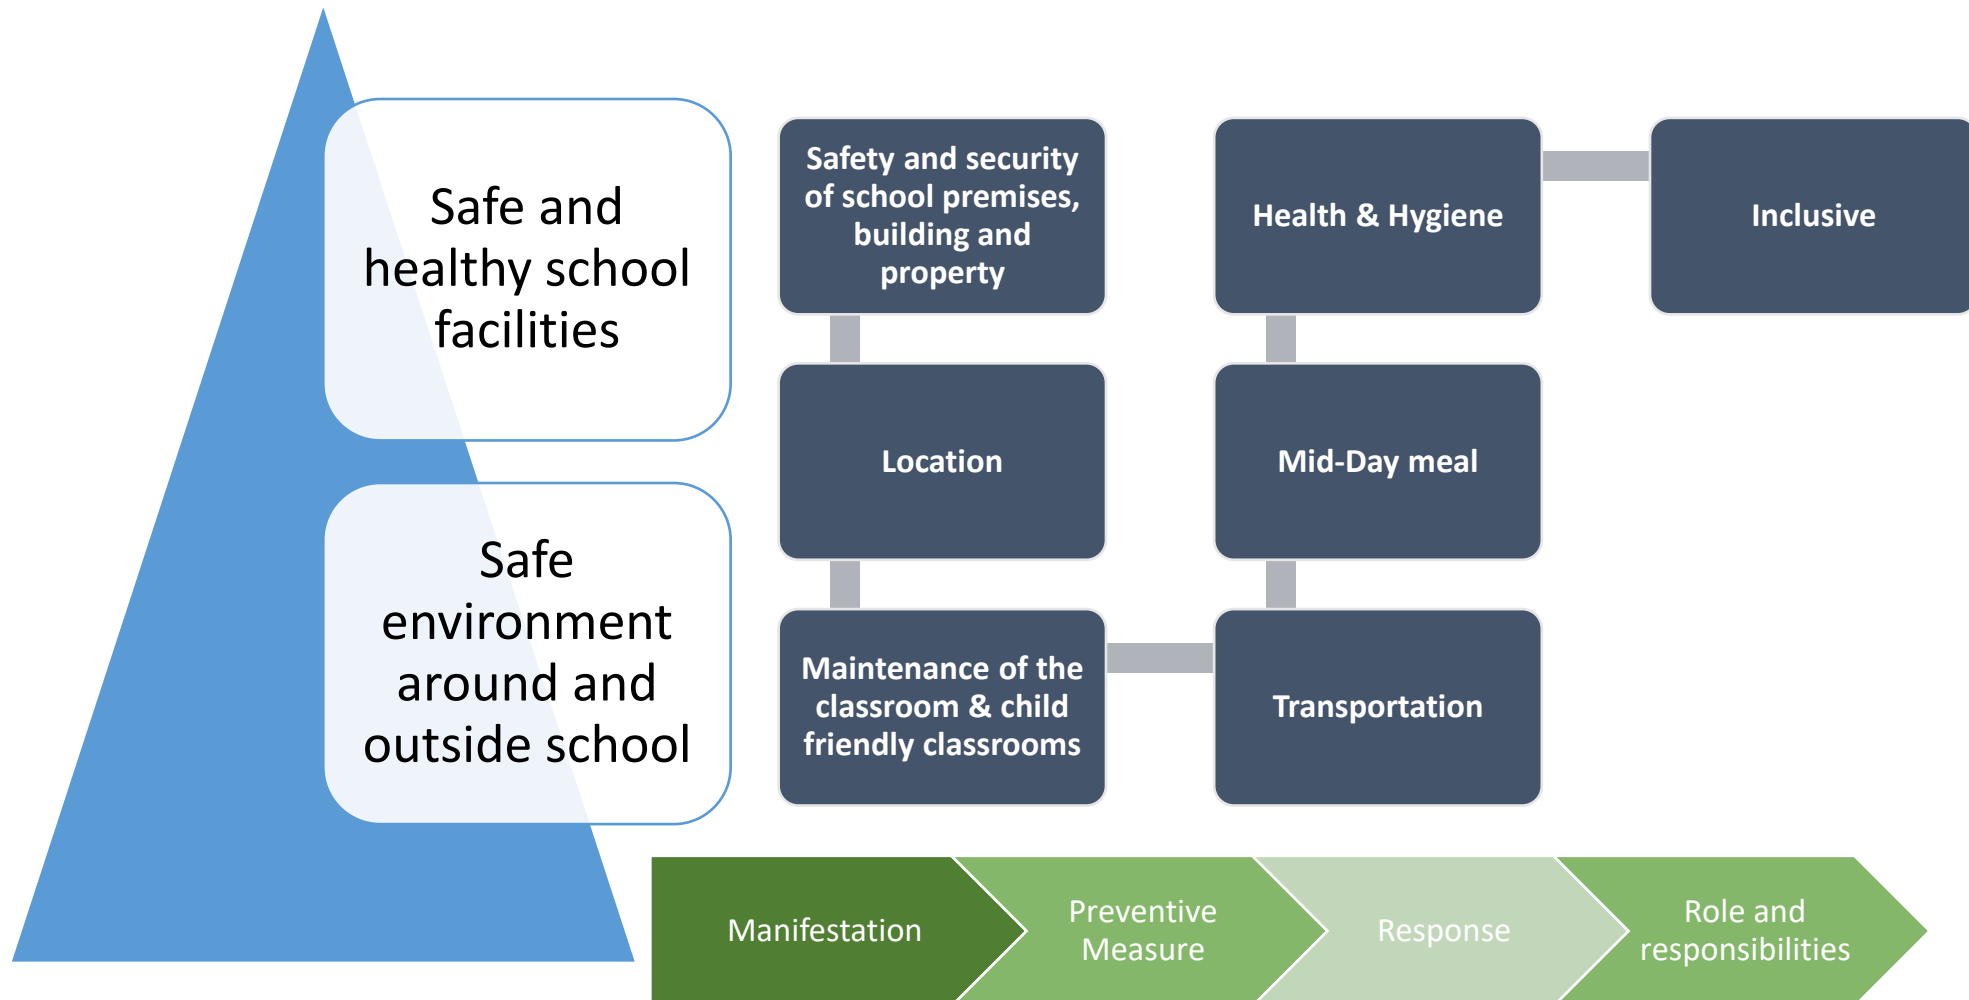 Safe and
healthy school
facilities
Safe
environment
around and
outside school
Safety and security
of school premises,
building and
property
Location
Maintenance of the
classroom & child
friendly classrooms
Transportation
Mid-Day meal
Health & Hygiene
Inclusive
Manifestation
Preventive
Measure
Response
Role and
responsibilities